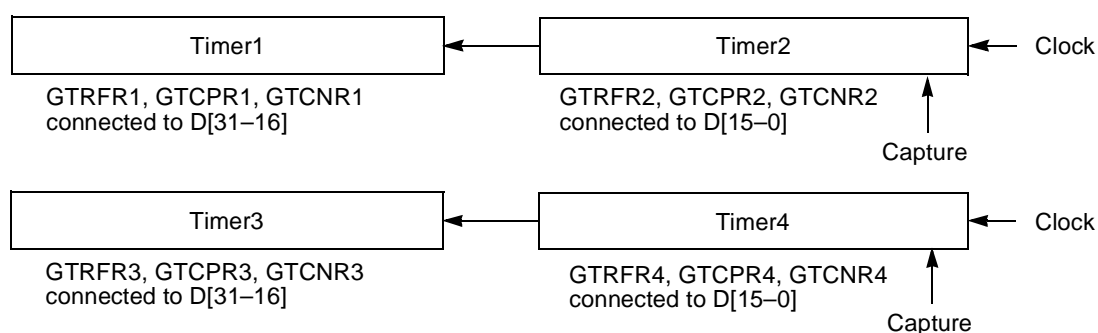 Timer1
Timer2
Clock
GTRFR1, GTCPR1, GTCNR1
connected to D[31–16]
GTRFR2, GTCPR2, GTCNR2
connected to D[15–0]
Capture
Timer3
Timer4
Clock
GTRFR3, GTCPR3, GTCNR3
connected to D[31–16]
GTRFR4, GTCPR4, GTCNR4
connected to D[15–0]
Capture